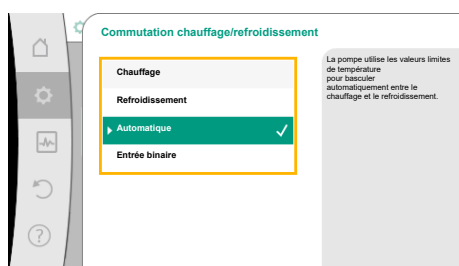 Commutation chauffage/refroidissement
Chauffage
Refroidissement
Automatique
Entrée binaire
La pompe utilise les valeurs limites
de température
pour basculer
automatiquement entre le
chauffage et le refroidissement.
?